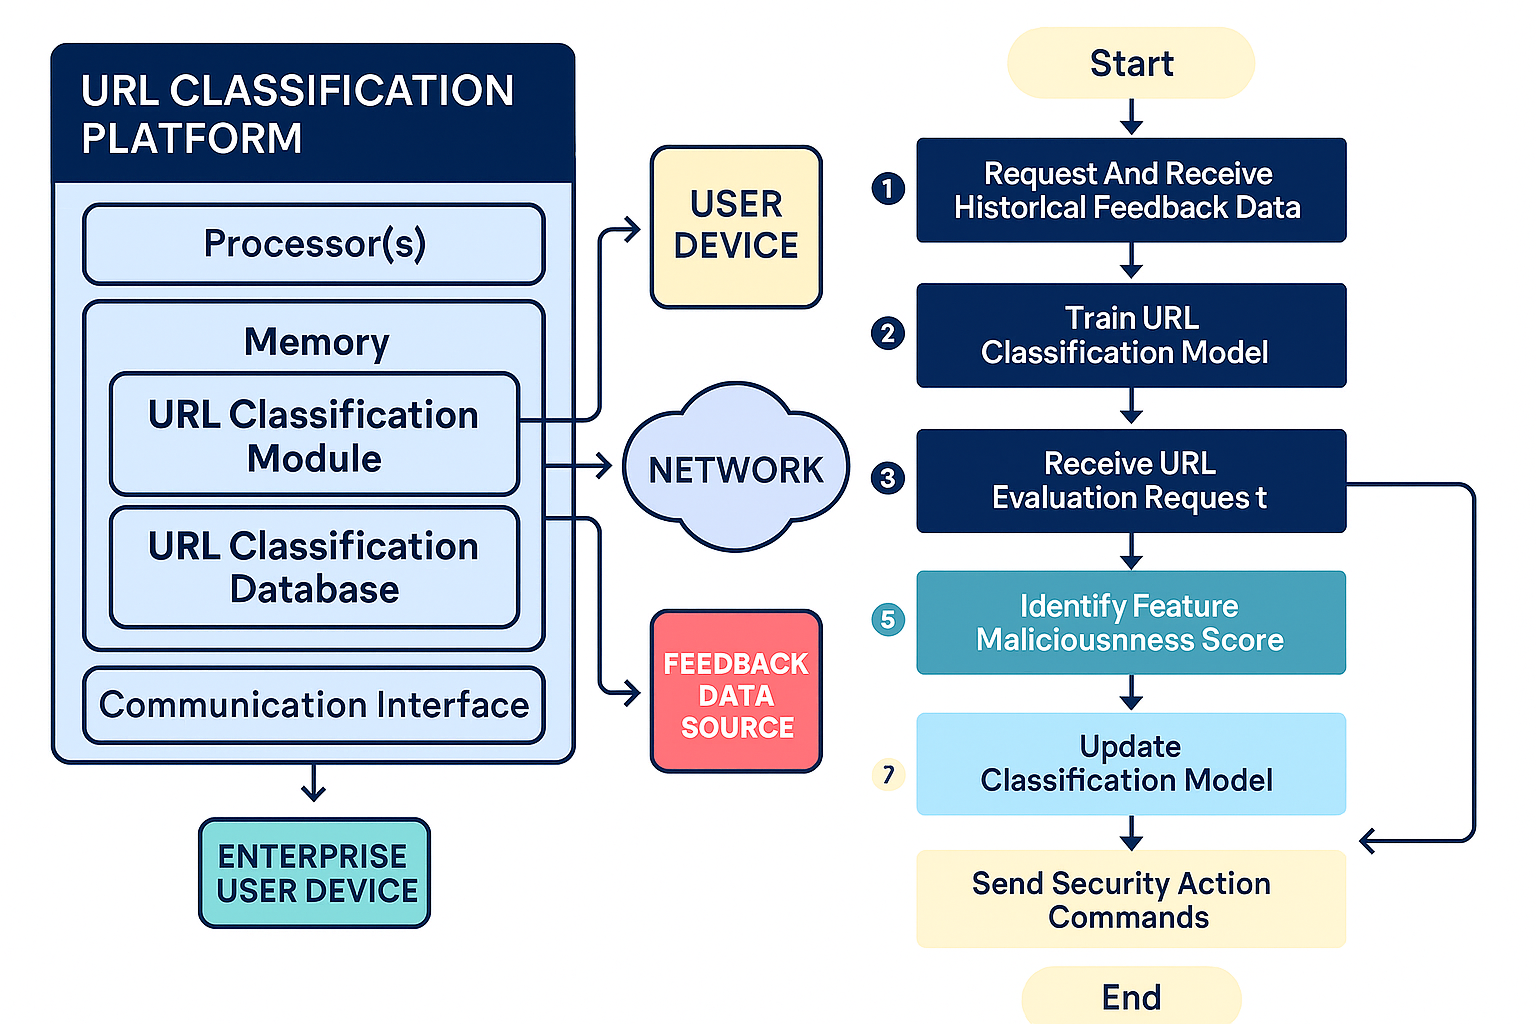 URL CLASSIFICATION
PLATFORM
Processor(s)
Memory
URL Classification
Module
URL Classification
Database
Communication Interface
ENTERPRISE
USER DEVICE
USER
DEVICE
NETWORK
FEEDBACK
DATA
SOURCE
Start
1
Request And Receive
HistorIcal Feedback Data
2
Train URL
Classification Model
3
Receive URL
Evaluation Reques t
5
Identify Feature
Maliciousnness Score
7
Update
Classification Model
Send Security Action
Commands
End